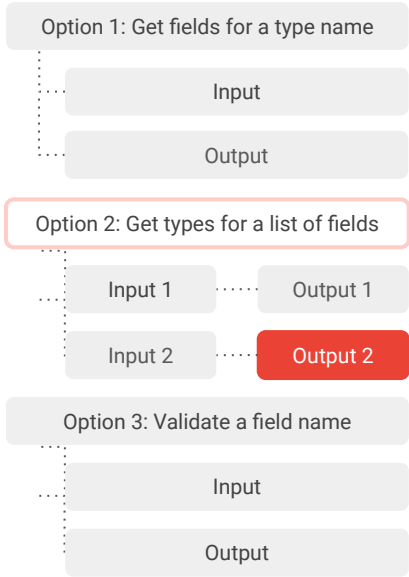 Option 1: Get fields for a type name
Input
Output
Option 2: Get types for a list of fields
Input 1
Output 1
Input 2
Output 2
Option 3: Validate a field name
Input
Output